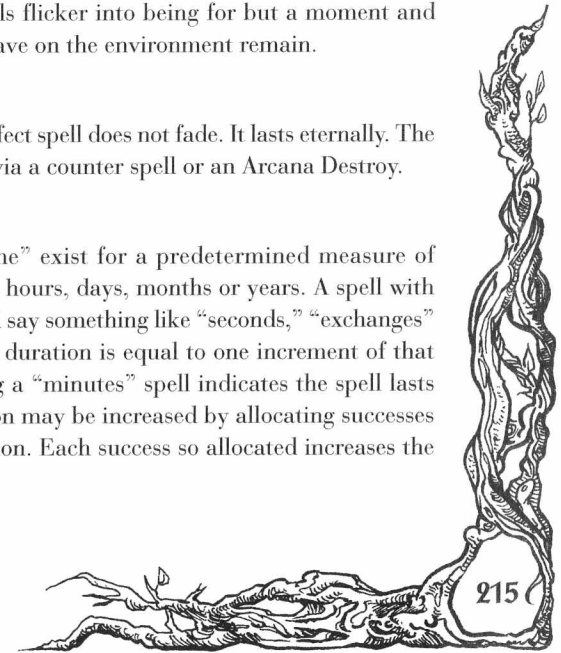 ls flicker into being for but a moment and
ave on the environment remain.
fect spell does not fade. It lasts eternally. The
via a counter spell or an Arcana Destroy.
ne” exist for a predetermined measure of
hours, days, months or years. A spell with
say something like “seconds,” “exchanges”
duration is equal to one increment of that
g a “minutes” spell indicates the spell lasts
on may be increased by allocating successes
on. Each success so allocated increases the
215